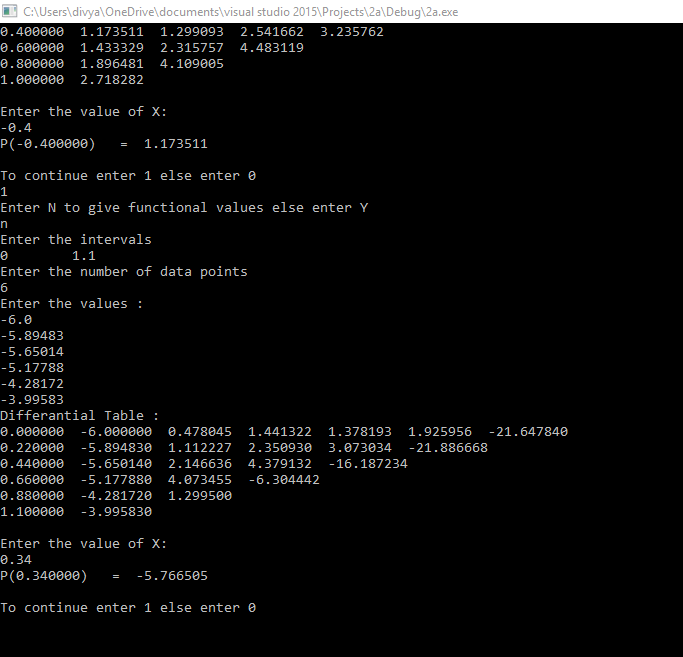 C:\Users\divya\OneDrive\documents\visual studio 2015\Projects\2a\Debug\2a.exe
0.400000  1.173511  1.299093  2.541662  3.235762
0.600000  1.433329  2.315757  4.483119
0.800000  1.896481  4.109005
1.000000  2.718282
Enter the value of X:
-0.4
P(-0.400000)   =  1.173511
To continue enter 1 else enter 0
1
Enter N to give functional values else enter Y
n
Enter the intervals
0        1.1
Enter the number of data points
6
Enter the values :
-6.0
-5.89483
-5.65014
-5.17788
-4.28172
-3.99583
Differantial Table :
0.000000  -6.000000  0.478045  1.441322  1.378193  1.925956  -21.647840
0.220000  -5.894830  1.112227  2.350930  3.073034  -21.886668
0.440000  -5.650140  2.146636  4.379132  -16.187234
0.660000  -5.177880  4.073455  -6.304442
0.880000  -4.281720  1.299500
1.100000  -3.995830
Enter the value of X:
0.34
P(0.340000)   =  -5.766505
To continue enter 1 else enter 0